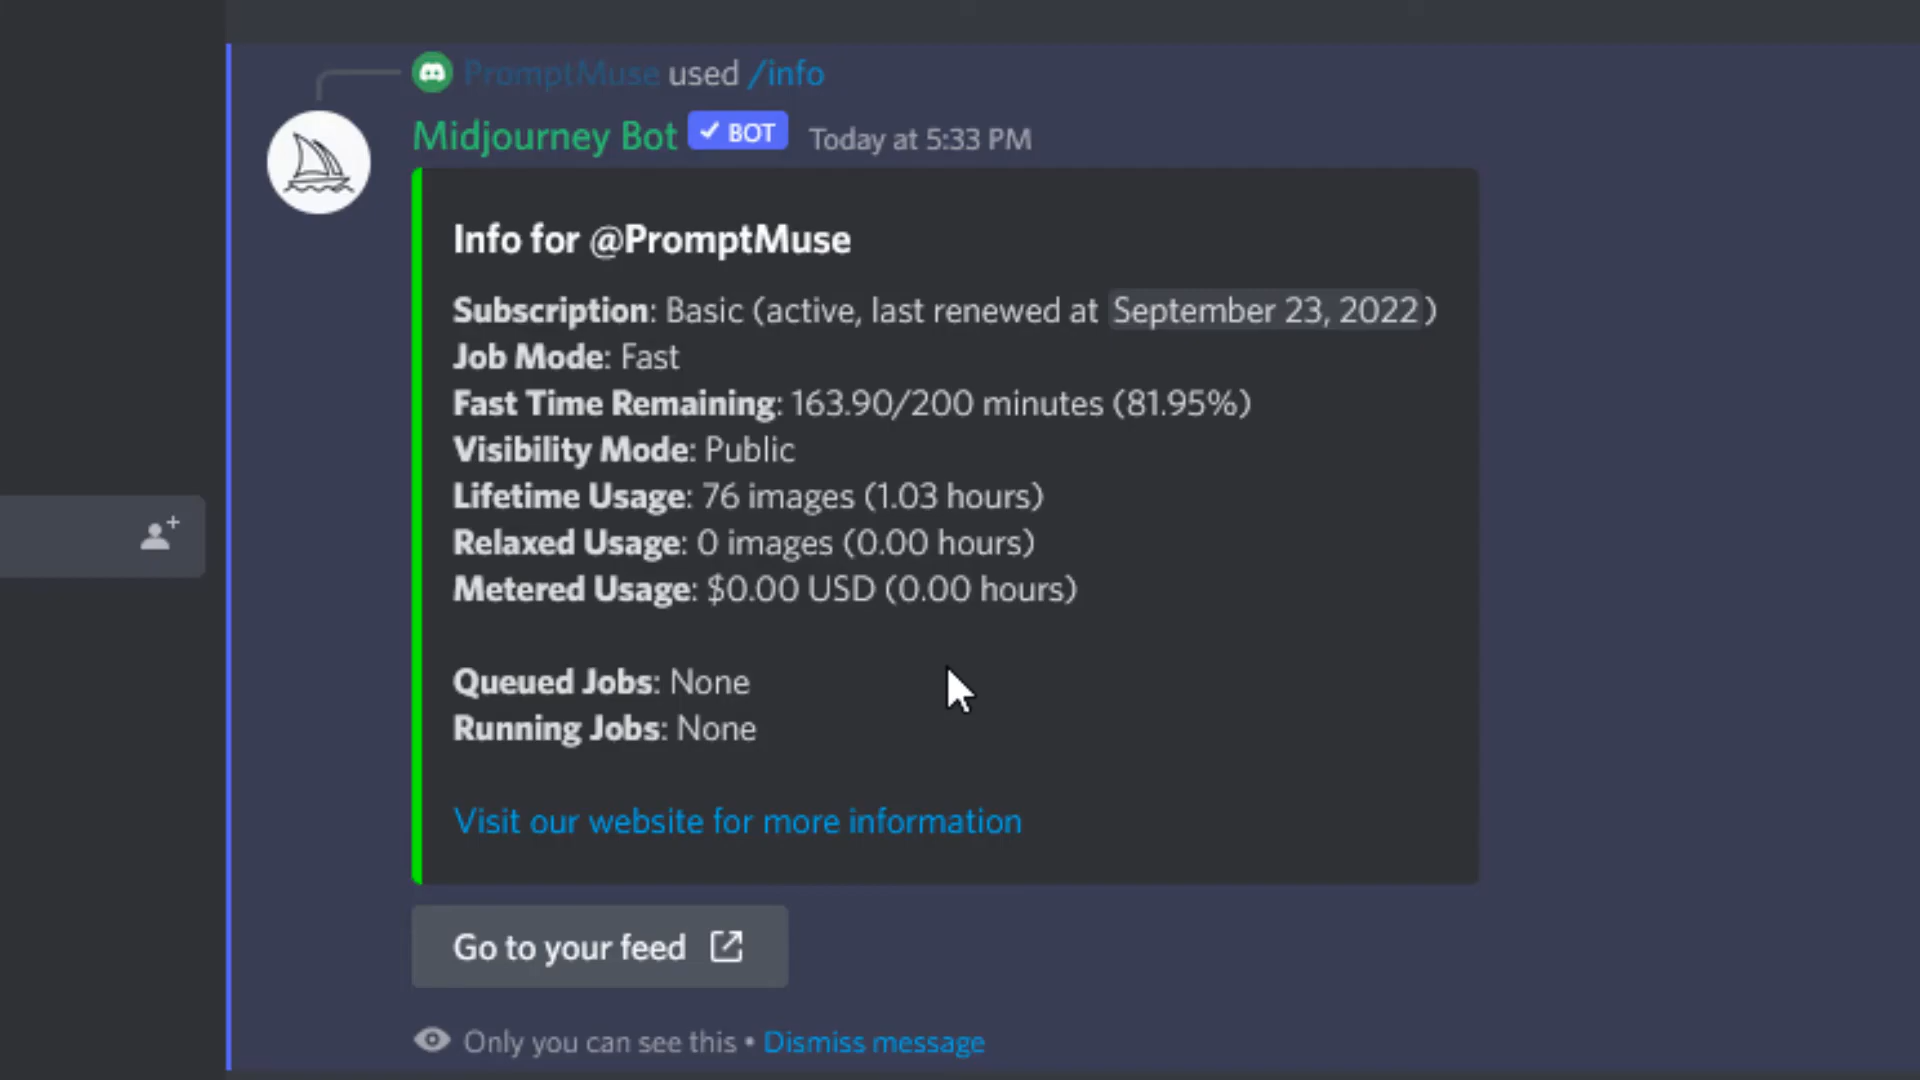 PromptMuse used /info
Midjourney Bot ✓ BOT Today at 5:33 PM
Info for @PromptMuse
Subscription: Basic (active, last renewed at September 23, 2022)
Job Mode: Fast
Fast Time Remaining: 163.90/200 minutes (81.95%)
Visibility Mode: Public
Lifetime Usage: 76 images (1.03 hours)
Relaxed Usage: 0 images (0.00 hours)
Metered Usage: $0.00 USD (0.00 hours)
Queued Jobs: None
Running Jobs: None
Visit our website for more information
Go to your feed
Only you can see this • Dismiss message